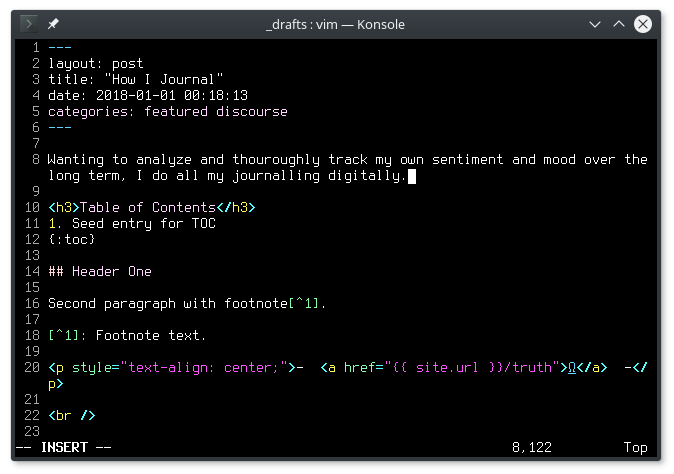 _drafts : vim — Konsole
1 ---
2 layout: post
3 title: "How I Journal"
4 date: 2018-01-01 00:18:13
5 categories: featured discourse
6 ---
7
8 Wanting to analyze and thouroughly track my own sentiment and mood over the
long term, I do all my journalling digitally.
9
10 <h3>Table of Contents</h3>
11 1. Seed entry for TOC
12 {:toc}
13
14 ## Header One
15
16 Second paragraph with footnote[^1].
17
18 [^1]: Footnote text.
19
20 <p style="text-align: center;">-  <a href="{{ site.url }}/truth">Ω</a>  -</
p>
21
22 <br />
23
-- INSERT -- 8,122 Top